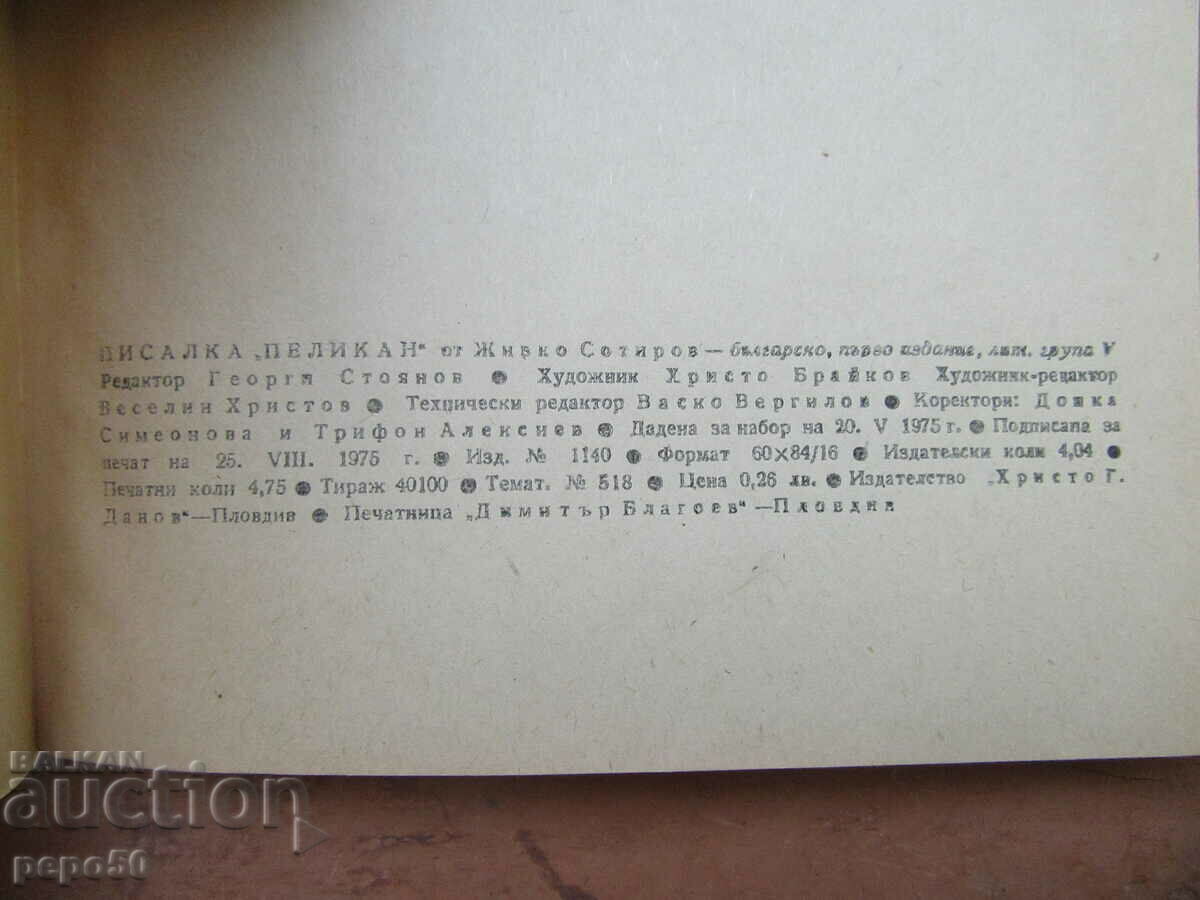 ПИСАЛКА „ПЕЛИКАН“ от Живко Сотиров — българско, първо издание, лит. група V
Редактор Георги Стоянов ● Художник Христо Брайков Художник-редактор
Веселин Христов ● Технически редактор Васко Вергилов ● Коректори: Донка
Симеонова и Трифон Алексиев ● Дадена за набор на 20. V 1975 г. ● Подписана за
печат на 25. VIII. 1975 г. ● Изд. № 1140 ● Формат 60×84/16 ● Издателски коли 4,04 ●
Печатни коли 4,75 ● Тираж 40100 ● Темат. № 518 ● Цена 0,26 лв. ● Издателство „Христо Г.
Данов“—Пловдив ● Печатница „Димитър Благоев“—Пловдив
BALKAN
auction
pepo50